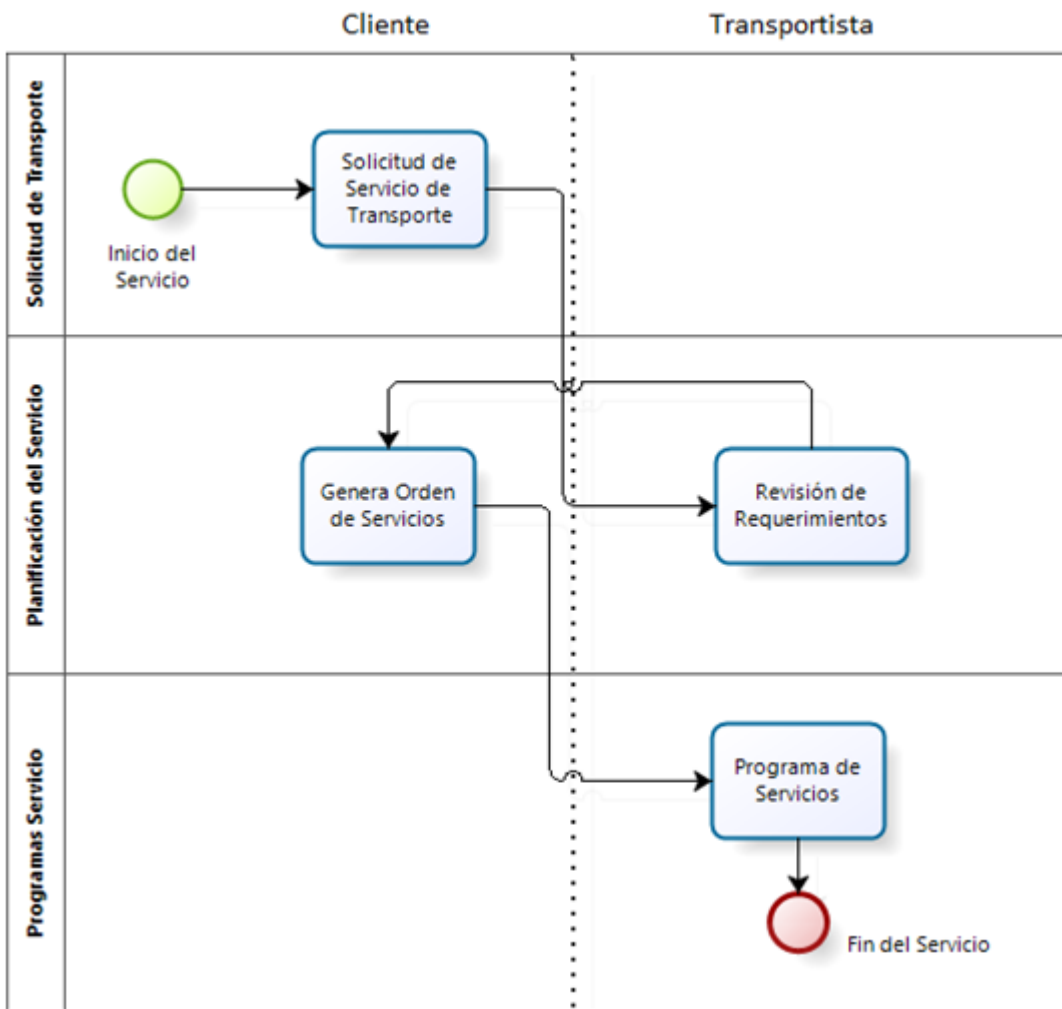 Cliente
Transportista
Solicitud de Transporte
Solicitud de
Servicio de
Transporte
Inicio del
Servicio
Planificación del Servicio
Genera Orden
de Servicios
Revisión de
Requerimientos
Programas Servicio
Programa de
Servicios
Fin del Servicio